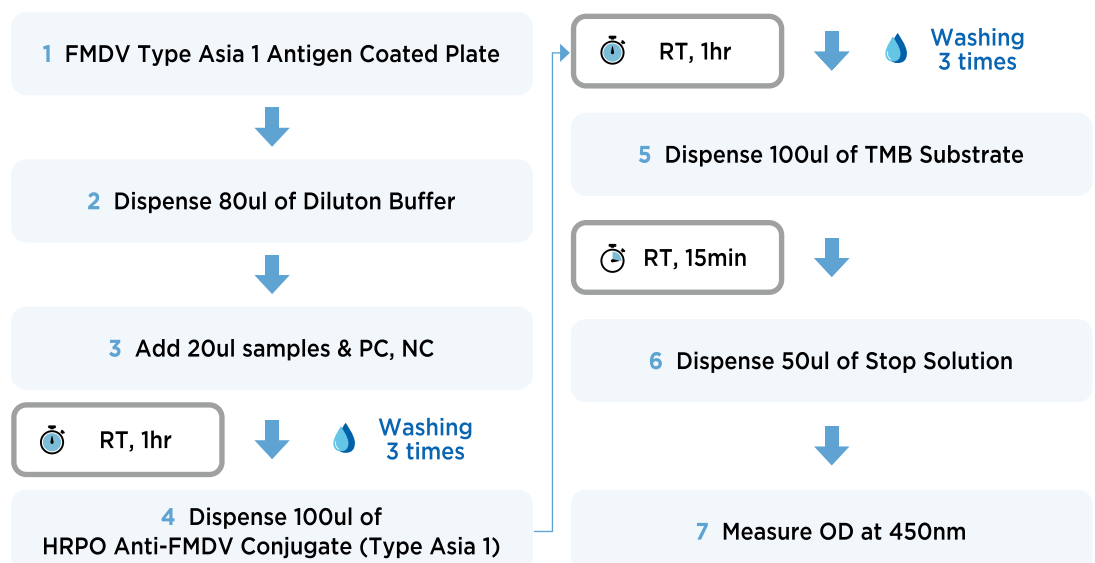 1 FMDV Type Asia 1 Antigen Coated Plate
2 Dispense 80ul of Diluton Buffer
3 Add 20ul samples & PC, NC
RT, 1hr
Washing
3 times
4 Dispense 100ul of
HRPO Anti-FMDV Conjugate (Type Asia 1)
RT, 1hr
Washing
3 times
5 Dispense 100ul of TMB Substrate
RT, 15min
6 Dispense 50ul of Stop Solution
7 Measure OD at 450nm